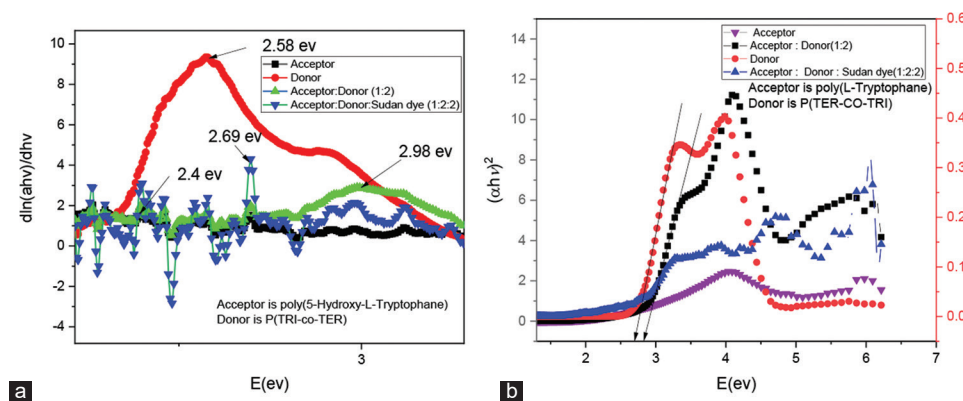 10
8
6
4
2
0
-2
-4
dln(ahv)/dhv
2.58 ev
Acceptor
Donor
Acceptor:Donor (1:2)
Acceptor:Donor:Sudan dye(1:2:2)
2.69 ev
2.98 ev
2.4 ev
Acceptor is poly(5-Hydroxy-L-Tryptophane)
Donor is P(TRI-co-TER)
3
E(ev)
a
14
12
10
8
6
4
2
0
(αh ν)²
Acceptor
Acceptor : Donor(1:2)
Donor
Acceptor : Donor : Sudan dye(1:2:2)
Acceptor is poly(L-Tryptophane)
Donor is P(TER-CO-TRI)
0.6
0.5
0.4
0.3
0.2
0.1
0.0
2 3 4 5 6 7
E(ev)
b